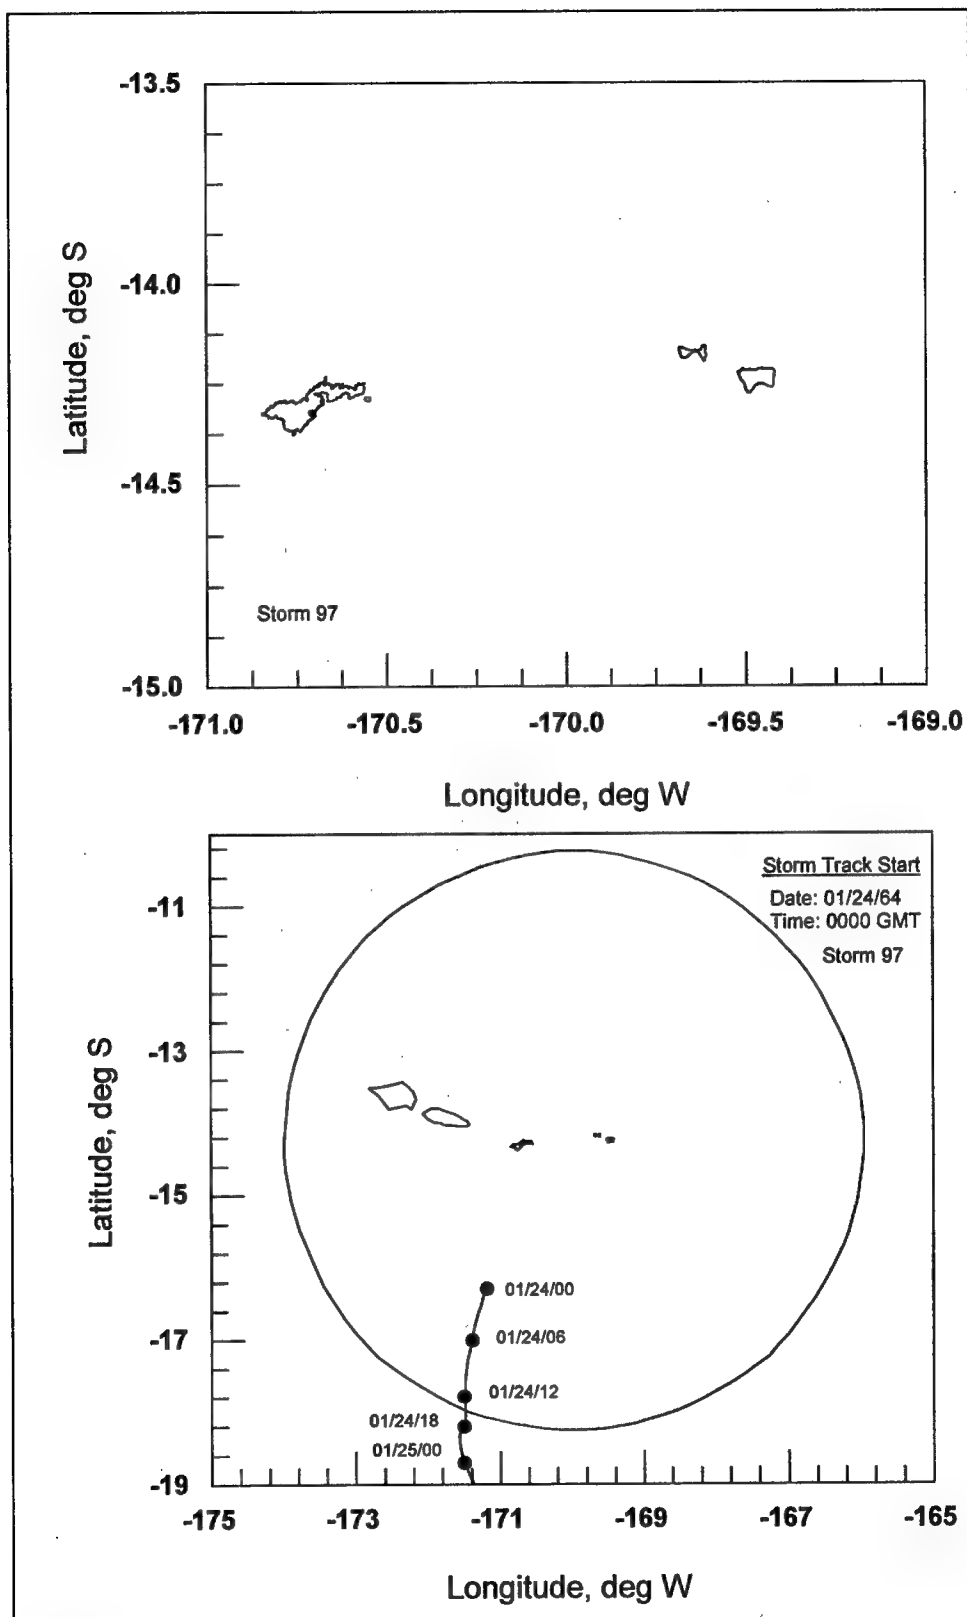 -13.5
-14.0
-14.5
-15.0
Latitude, deg S
Storm 97
-171.0 -170.5 -170.0 -169.5 -169.0
Longitude, deg W
Storm Track Start
Date: 01/24/64
Time: 0000 GMT
Storm 97
-11
-13
-15
-17
-19
Latitude, deg S
01/24/00
01/24/06
01/24/12
01/24/18
01/25/00
-175 -173 -171 -169 -167 -165
Longitude, deg W